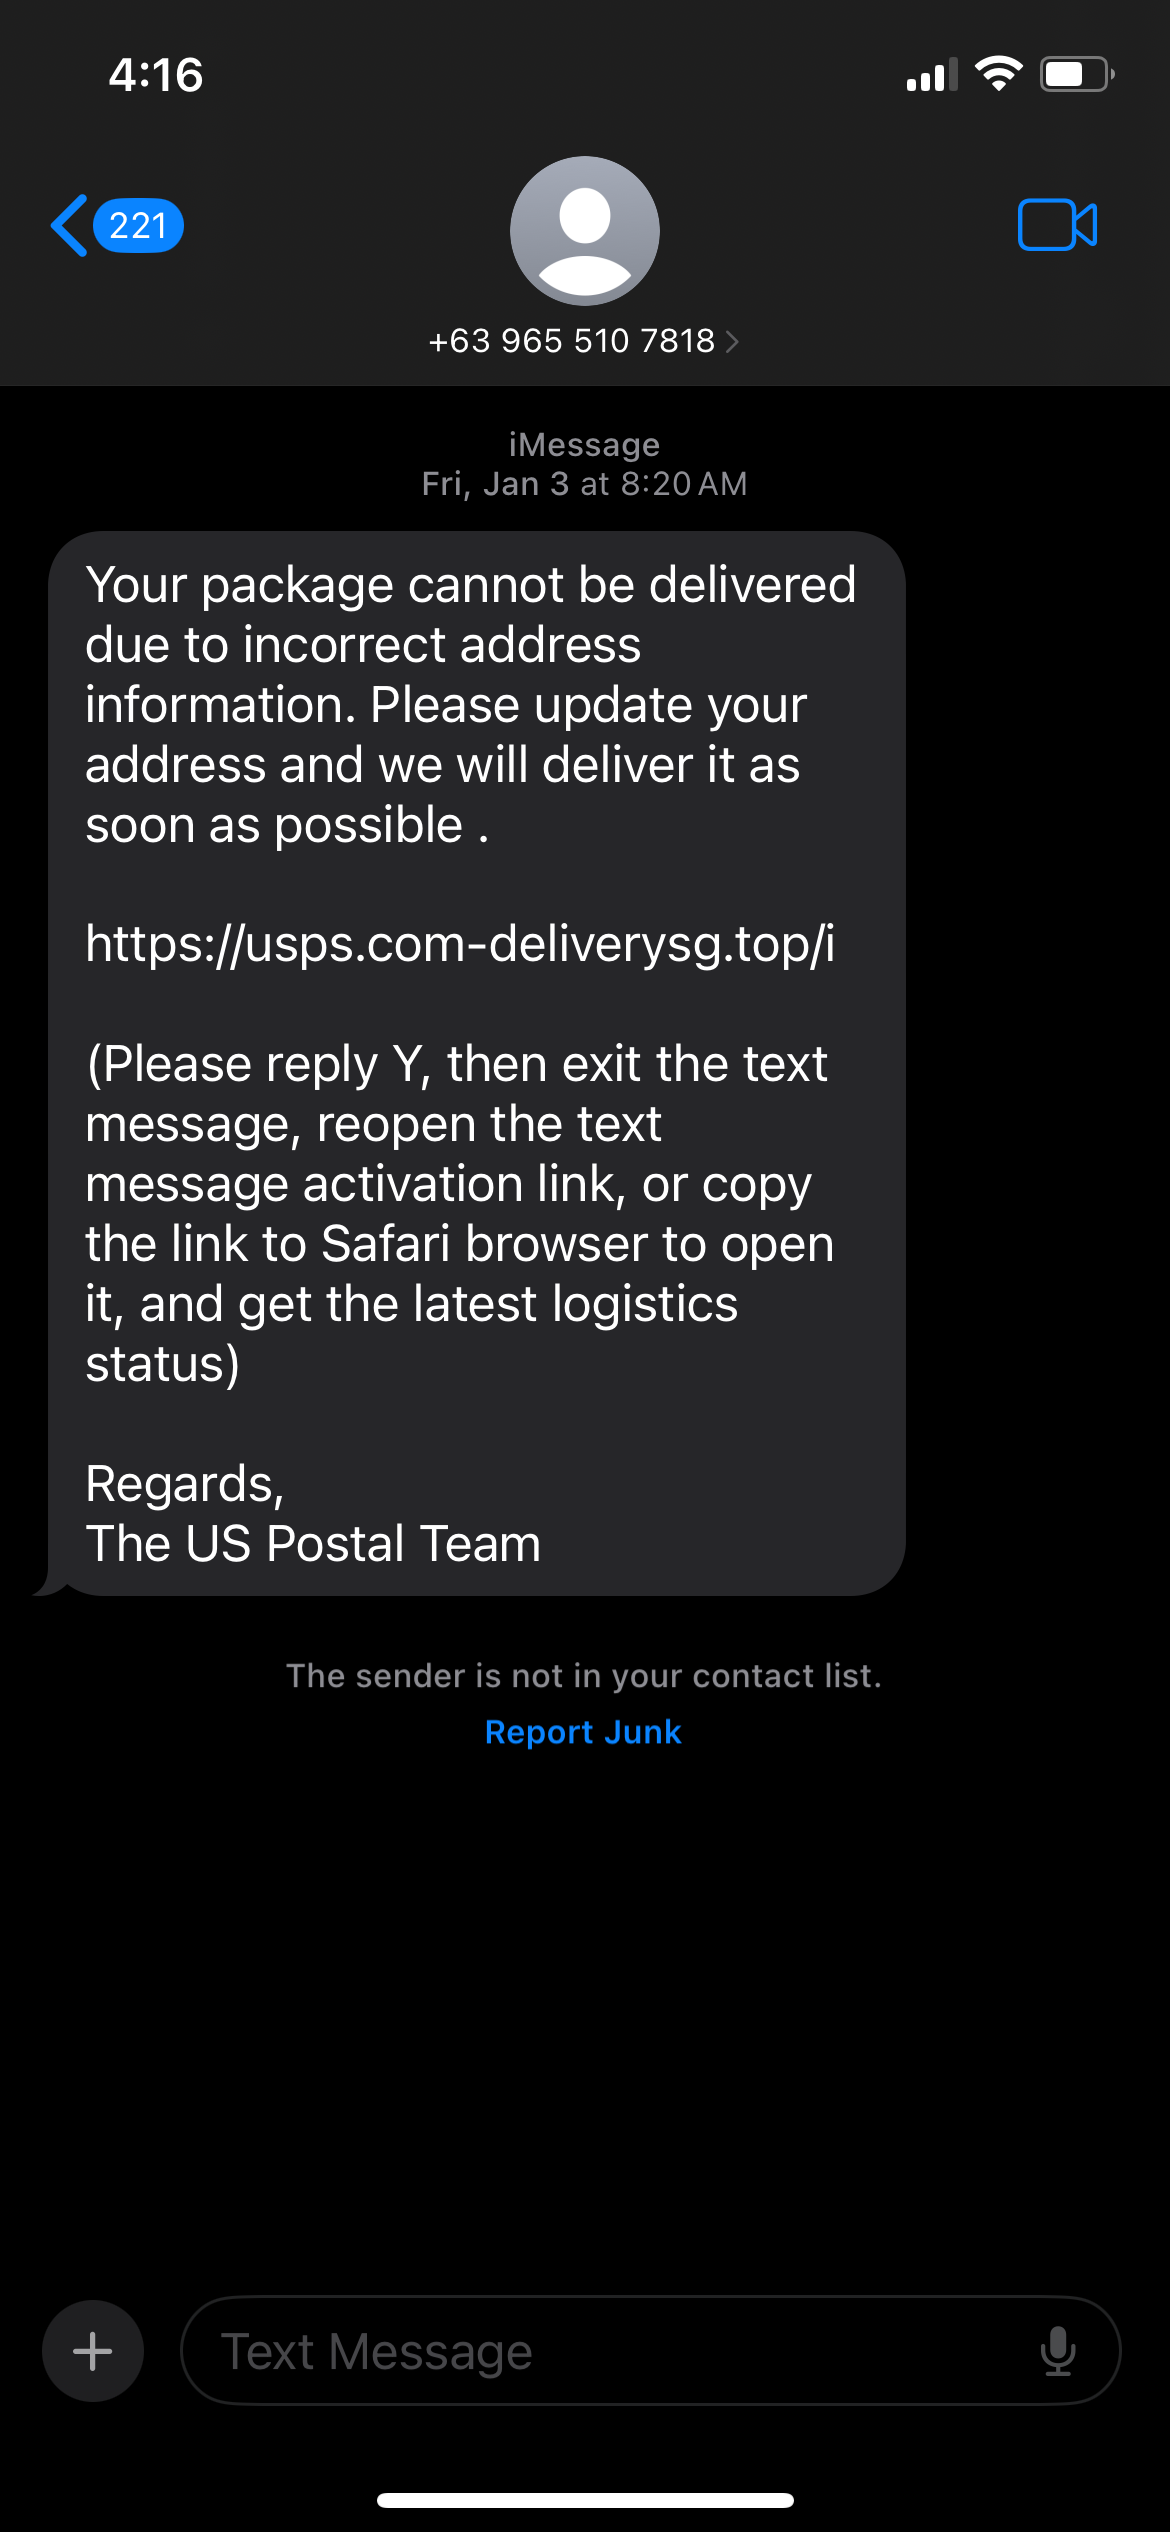 4:16
221
+63 965 510 7818
iMessage
Fri, Jan 3 at 8:20 AM
Your package cannot be delivered
due to incorrect address
information. Please update your
address and we will deliver it as
soon as possible .
https://usps.com-deliverysg.top/i
(Please reply Y, then exit the text
message, reopen the text
message activation link, or copy
the link to Safari browser to open
it, and get the latest logistics
status)
Regards,
The US Postal Team
The sender is not in your contact list.
Report Junk
Text Message